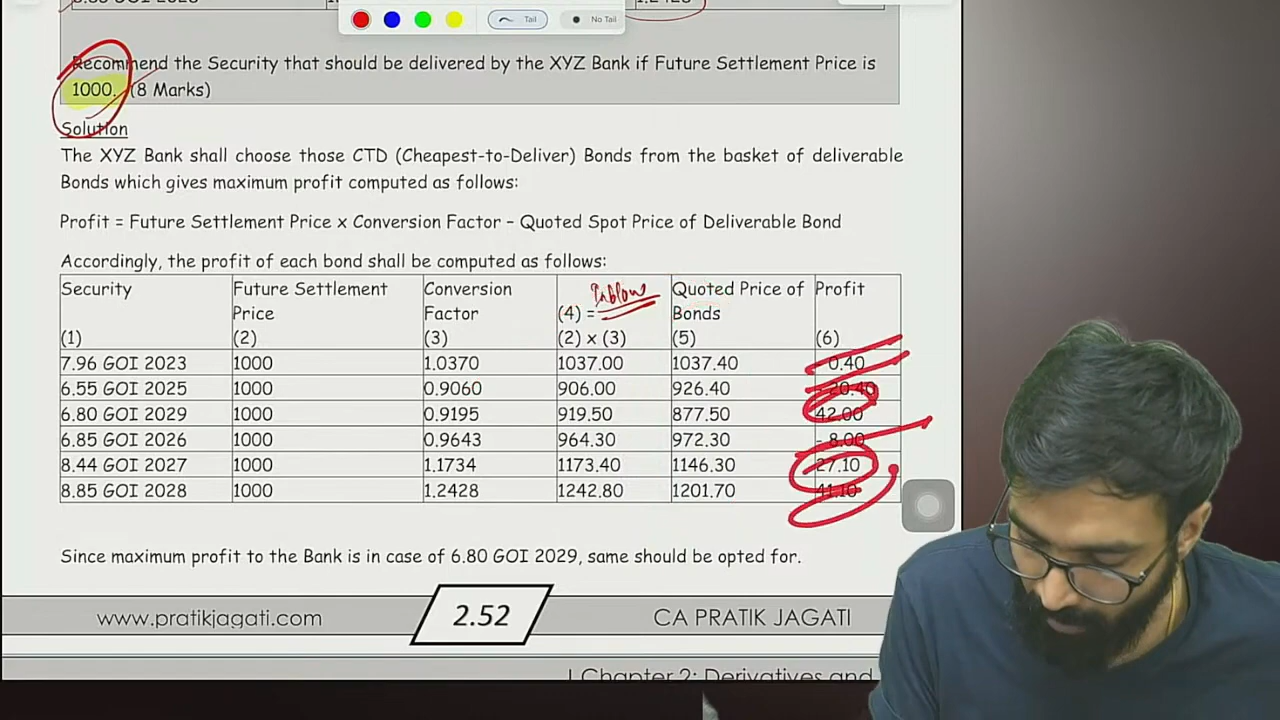 Tail
No Tail
Recommend the Security that should be delivered by the XYZ Bank if Future Settlement Price is
1000. (8 Marks)
Solution
The XYZ Bank shall choose those CTD (Cheapest-to-Deliver) Bonds from the basket of deliverable
Bonds which gives maximum profit computed as follows:
Profit = Future Settlement Price x Conversion Factor – Quoted Spot Price of Deliverable Bond
Accordingly, the profit of each bond shall be computed as follows:
Security Future Settlement Conversion Inflow Quoted Price of Profit
Price Factor (4) = Bonds
(1) (2) (3) (2) x (3) (5) (6)
7.96 GOI 2023 1000 1.0370 1037.00 1037.40 - 0.40
6.55 GOI 2025 1000 0.9060 906.00 926.40 - 20.40
6.80 GOI 2029 1000 0.9195 919.50 877.50 42.00
6.85 GOI 2026 1000 0.9643 964.30 972.30 - 8.00
8.44 GOI 2027 1000 1.1734 1173.40 1146.30 27.10
8.85 GOI 2028 1000 1.2428 1242.80 1201.70 41.10
Since maximum profit to the Bank is in case of 6.80 GOI 2029, same should be opted for.
www.pratikjagati.com 2.52 CA PRATIK JAGATI
Chapter 2: Derivatives and